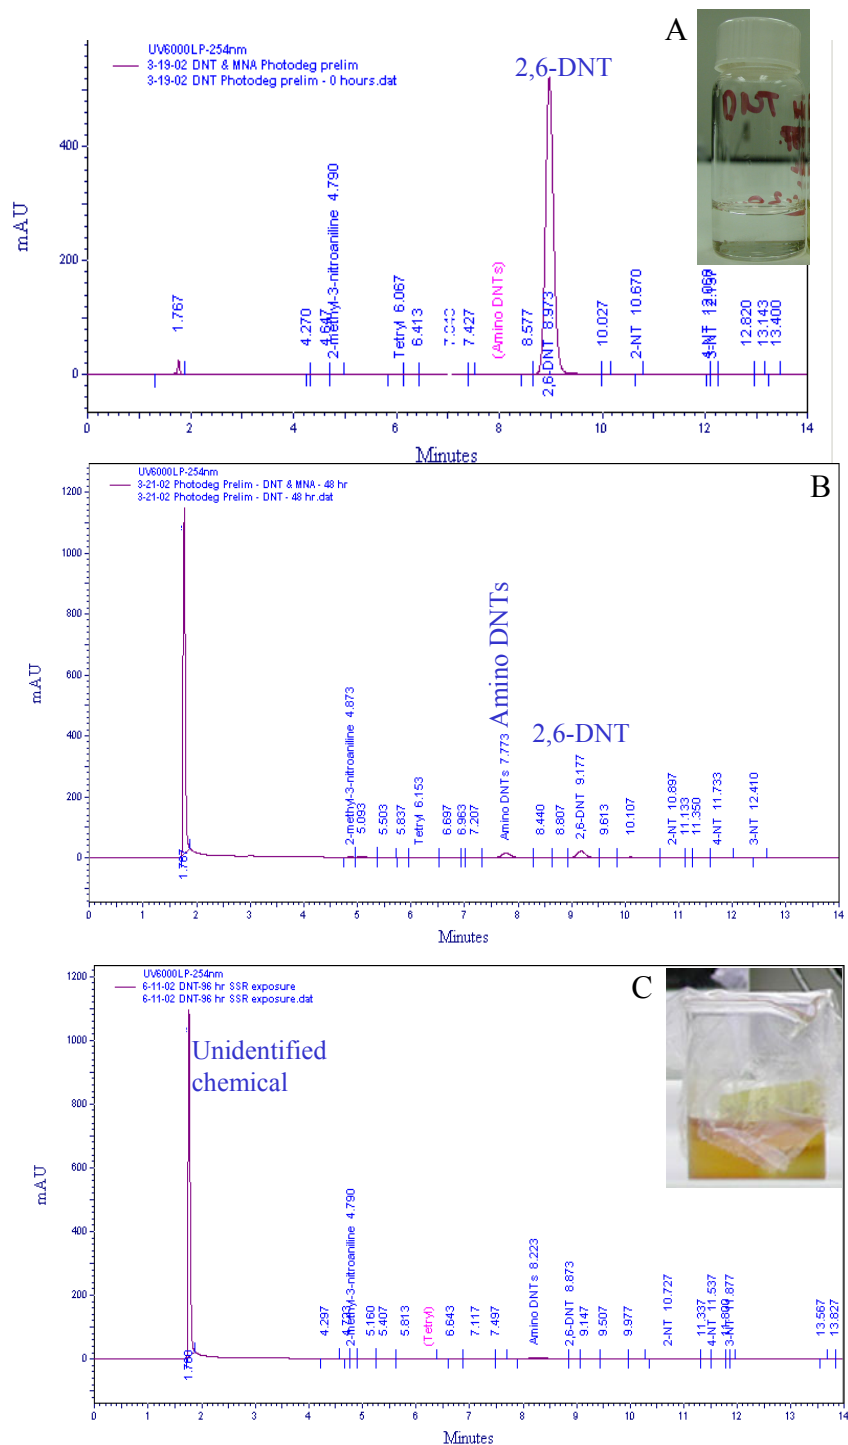 A
UV6000LP-254nm
3-19-02 DNT & MNA Photodeg prelim
3-19-02 DNT Photodeg prelim - 0 hours.dat
2,6-DNT
mAU
400
200
0
1.767
4.270
4.647
2-methyl-3-nitroaniline 4.790
Tetryl 6.067
6.413
7.427
(Amino DNTs)
8.577
2,6-DNT 8.973
10.027
2-NT 10.670
12.820
13.143
13.400
0
2
4
6
8
10
12
14
Minutes
B
UV6000LP-254nm
3-21-02 Photodeg Prelim - DNT & MNA - 48 hr
3-21-02 Photodeg Prelim - DNT - 48 hr.dat
mAU
1200
1000
800
600
400
200
0
1.767
2-methyl-3-nitroaniline 4.873
5.093
5.503
5.837
Tetryl 6.153
6.697
6.963
7.207
Amino DNTs
Amino DNTs 7.773
8.440
8.807
2,6-DNT
2,6-DNT 9.177
9.613
10.107
2-NT 10.897
11.133
11.350
4-NT 11.733
3-NT 12.410
0
1
2
3
4
5
6
7
8
9
10
11
12
13
14
Minutes
C
UV6000LP-254nm
6-11-02 DNT-96 hr SSR exposure
6-11-02 DNT-96 hr SSR exposure.dat
Unidentified
chemical
mAU
1200
1000
800
600
400
200
0
1.760
4.297
2-methyl-3-nitroaniline 4.790
5.160
5.407
5.813
(Tetryl)
6.643
7.117
7.497
Amino DNTs 8.223
2,6-DNT 8.873
9.147
9.507
9.977
2-NT 10.727
11.337
4-NT 11.537
3-NT 11.877
13.567
13.827
0
1
2
3
4
5
6
7
8
9
10
11
12
13
14
Minutes